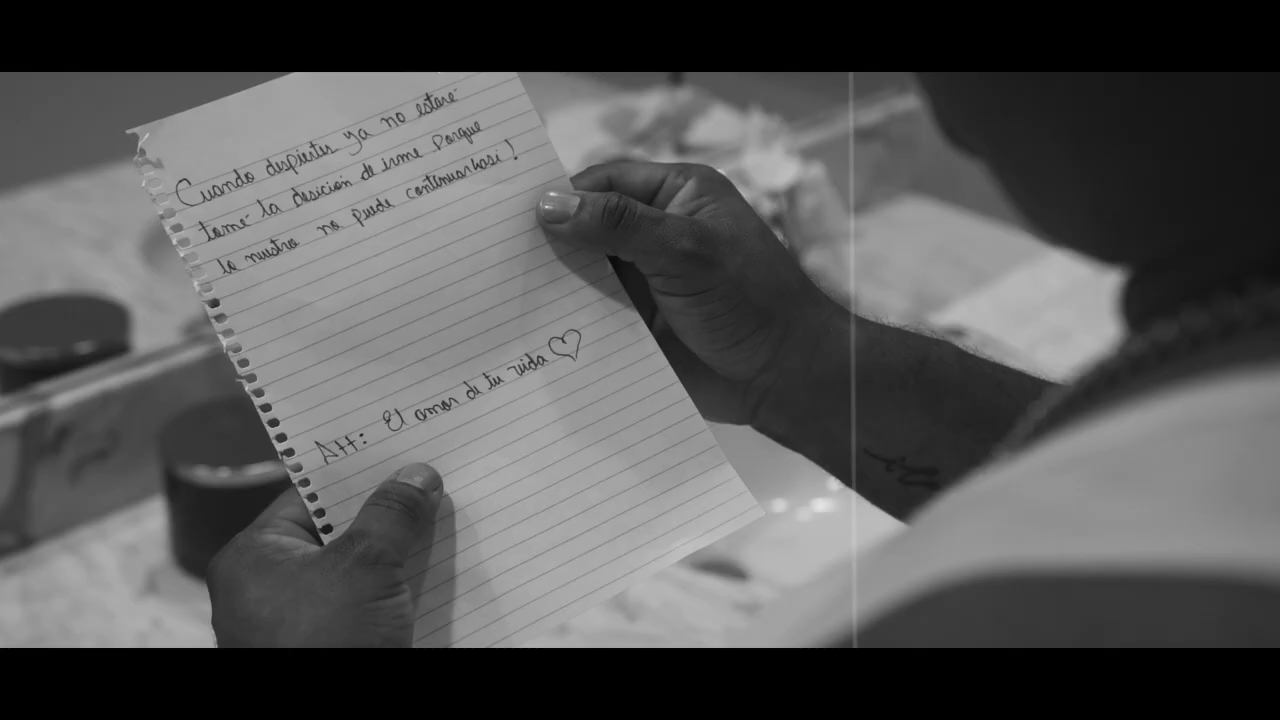 Cuando despiertes ya no estaré
tomé la desición de irme Porque
lo nuestro no puede continuar hasi!
Att: El amor de tu vida